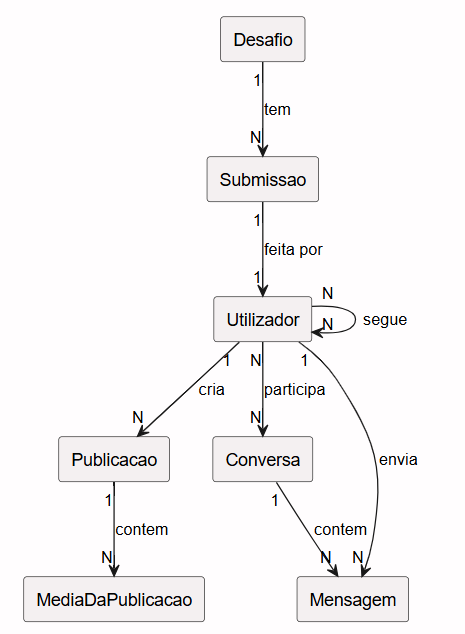 Desafio
1
tem
N
Submissao
1
feita por
1
Utilizador
N
N
segue
1
N
1
cria
participa
N
N
envia
Publicacao
Conversa
1
1
contem
contem
N
N
N
MediaDaPublicacao
Mensagem